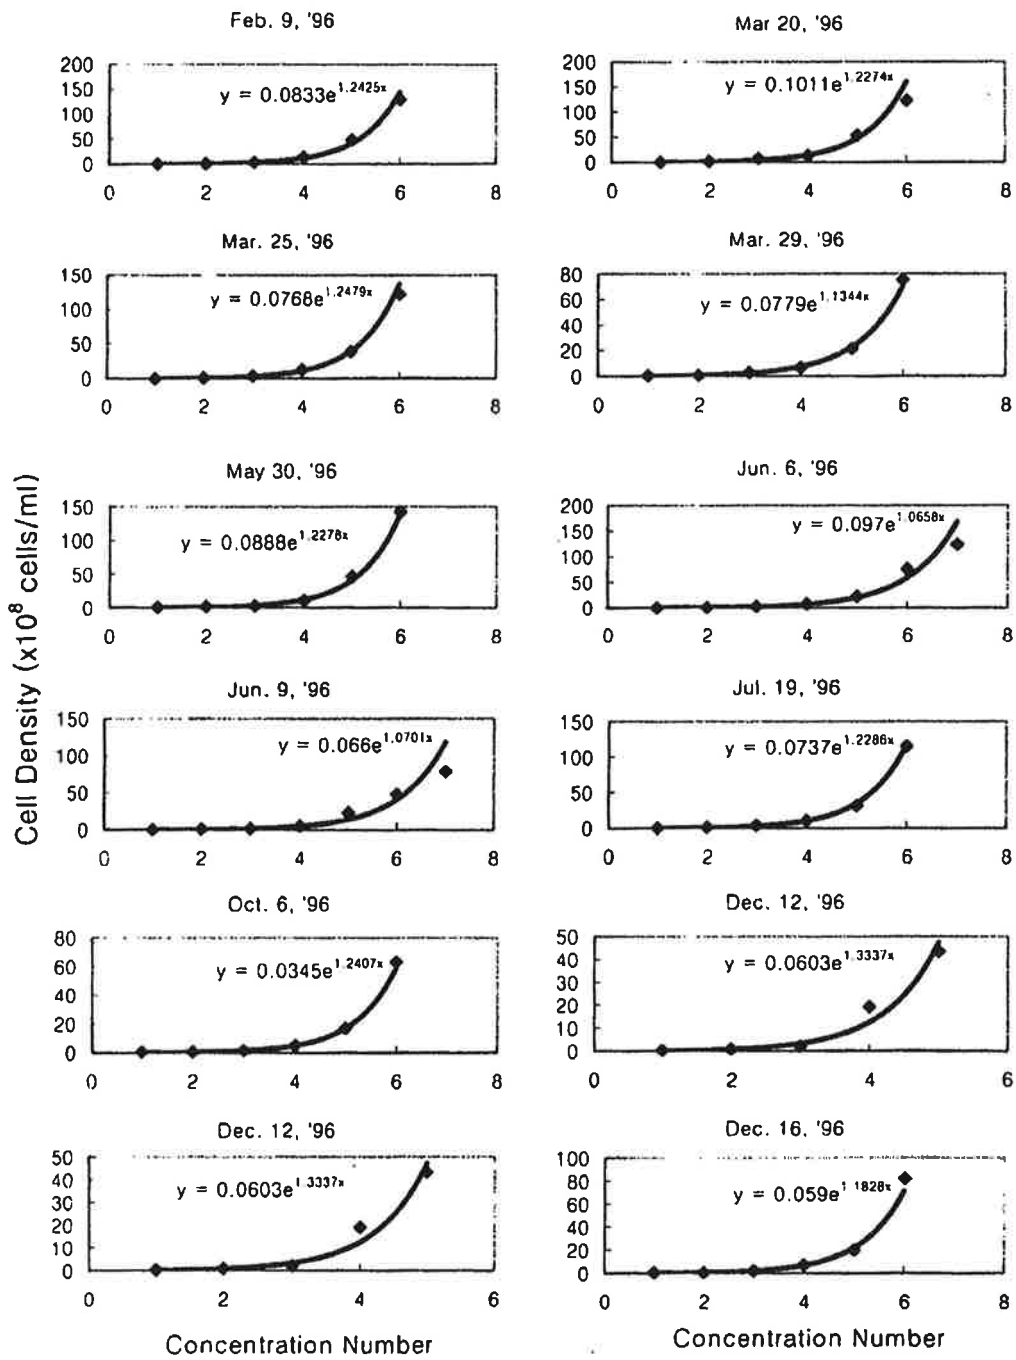 Feb. 9, '96
200
150
100
50
0
y = 0.0833e^1.2425x
0 2 4 6 8
Mar 20, '96
200
150
100
50
0
y = 0.1011e^1.2274x
0 2 4 6 8
Mar. 25, '96
150
100
50
0
y = 0.0768e^1.2479x
0 2 4 6 8
Mar. 29, '96
80
60
40
20
0
y = 0.0779e^1.1344x
0 2 4 6 8
Cell Density (x10^8 cells/ml)
May 30, '96
150
100
50
0
y = 0.0888e^1.2278x
0 2 4 6 8
Jun. 6, '96
200
150
100
50
0
y = 0.097e^1.0658x
0 2 4 6 8
Jun. 9, '96
150
100
50
0
y = 0.066e^1.0701x
0 2 4 6 8
Jul. 19, '96
150
100
50
0
y = 0.0737e^1.2286x
0 2 4 6 8
Oct. 6, '96
80
60
40
20
0
y = 0.0345e^1.2407x
0 2 4 6 8
Dec. 12, '96
50
40
30
20
10
0
y = 0.0603e^1.3337x
0 2 4 6
Dec. 12, '96
50
40
30
20
10
0
y = 0.0603e^1.3337x
0 2 4 6
Dec. 16, '96
100
80
60
40
20
0
y = 0.059e^1.1828x
0 2 4 6 8
Concentration Number
Concentration Number